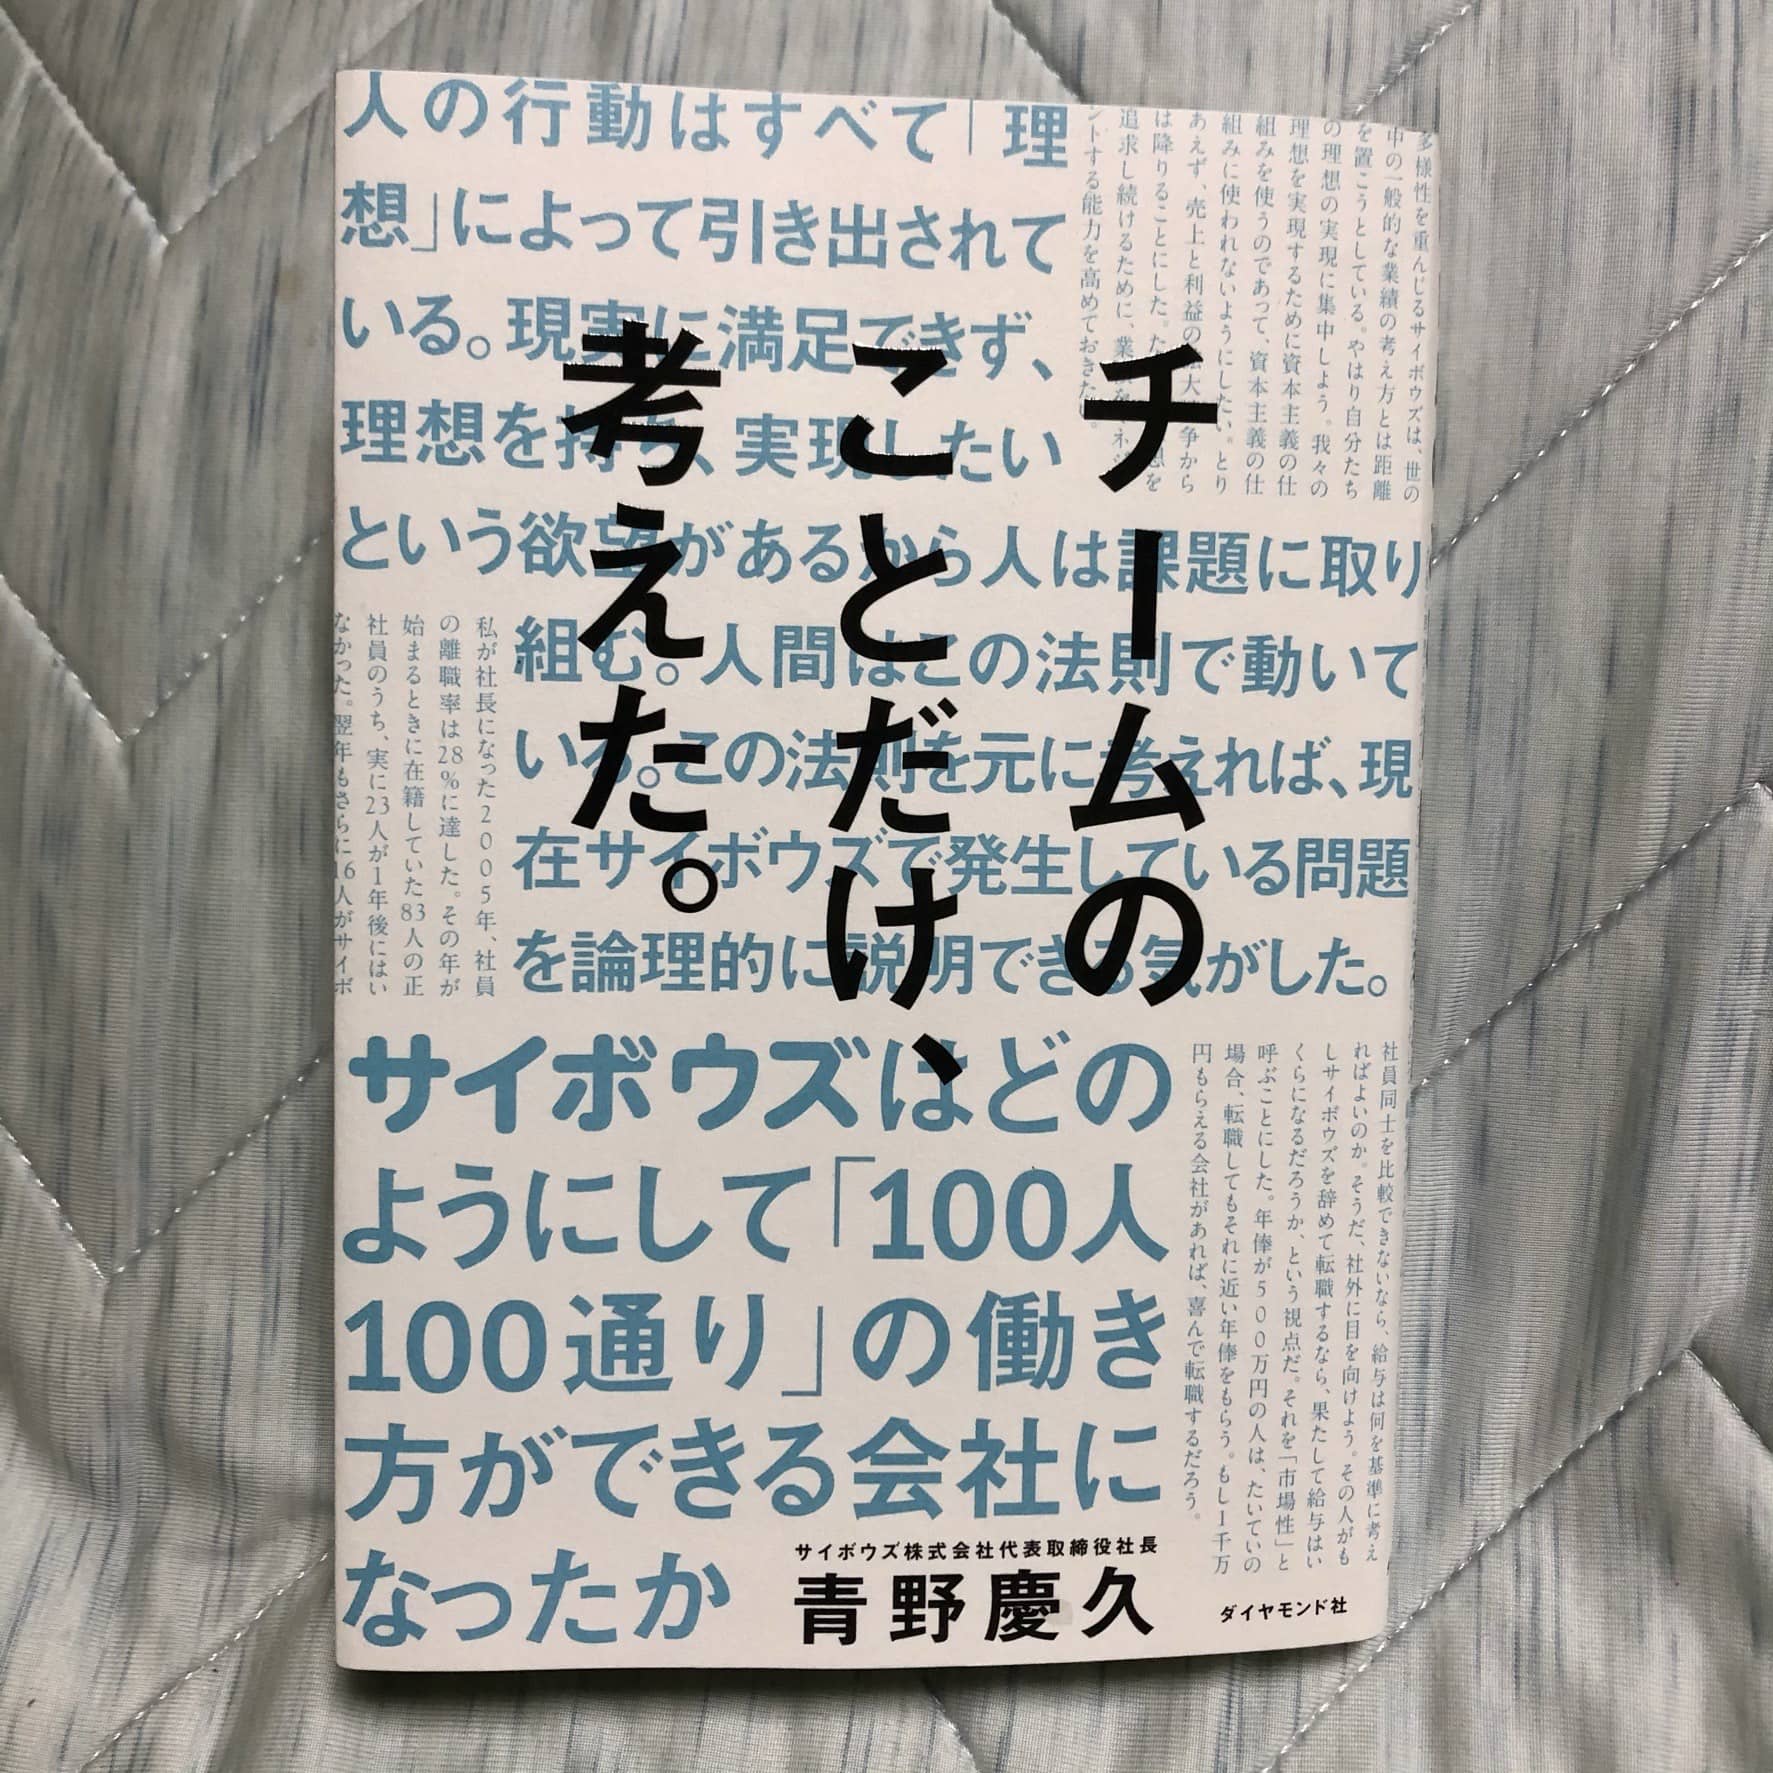 チームの
ことだけ、
考えた。
人の行動はすべて「理
想」によって引き出されて
いる。現実に満足できず、
理想を持ち、実現したい
という欲望があるから人は課題に取り
組む。人間はこの法則で動いて
いる。この法則を元に考えれば、現
在サイボウズで発生している問題
を論理的に説明できる気がした。
多様性を重んじるサイボウズは、世の
中の一般的な業績の考え方とは距離
を置こうとしている。やはり自分たち
の理想の実現に集中しよう。我々の
理想を実現するために資本主義の仕
組みを使うのであって、資本主義の仕
組みに使われないようにしたい。とり
あえず、売上と利益の 大 争から
は降りることにした。た を
追求し続けるために、業 を ネ
ントする能力を高めておきた 。
私が社長になった2005年、社員
の離職率は28%に達した。その年が
始まるときに在籍していた83人の正
社員のうち、実に23人が1年後にはい
なかった。翌年もさらに16人がサイボ
サイボウズはどの
ようにして「100人
100通り」の働き
方ができる会社に
なったか
社員同士を比較できないなら、給与は何を基準に考え
ればよいのか。そうだ、社外に目を向けよう。その人がも
しサイボウズを辞めて転職するなら、果たして給与はい
くらになるだろうか、という視点だ。それを「市場性」と
呼ぶことにした。年俸が500万円の人は、たいていの
場合、転職してもそれに近い年俸をもらう。もし1千万
円もらえる会社があれば、喜んで転職するだろう。
サイボウズ株式会社代表取締役社長
青野慶久
ダイヤモンド社